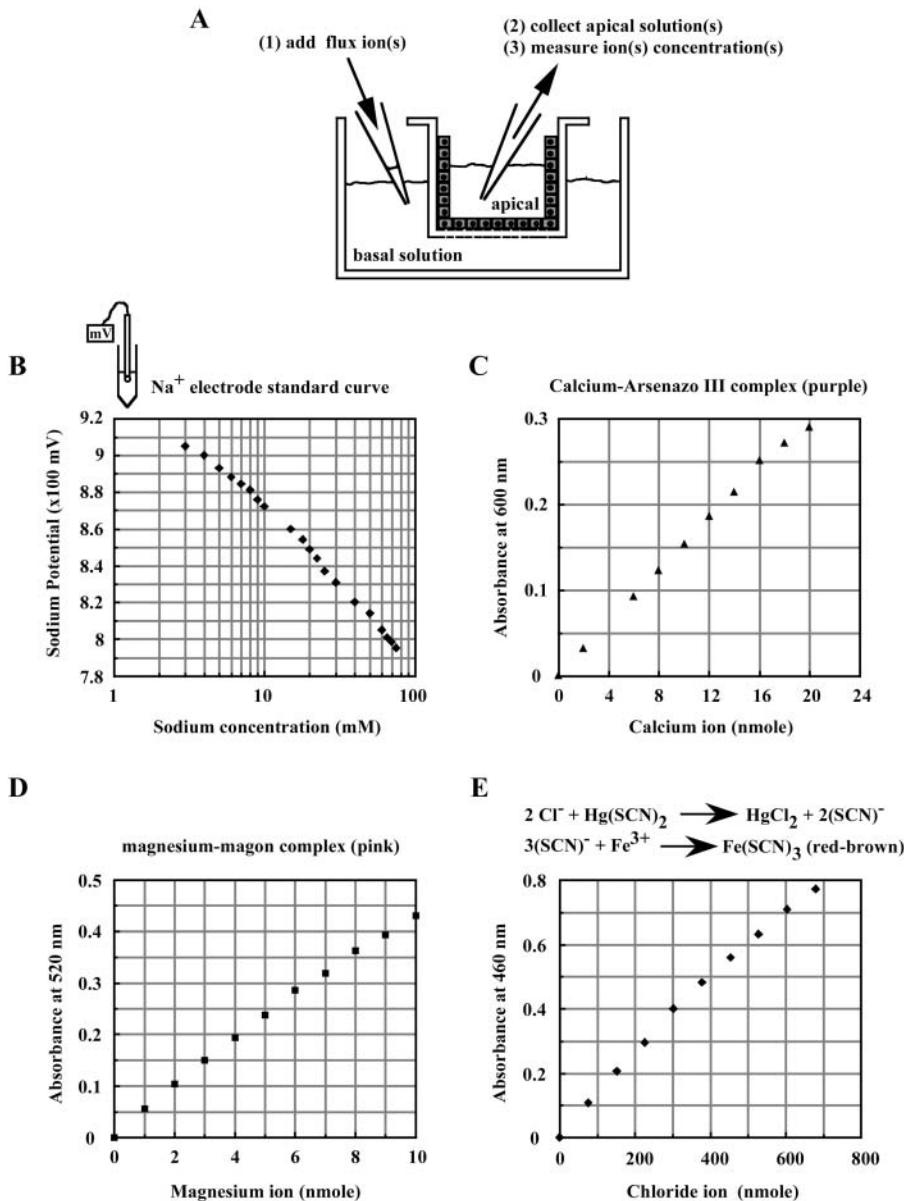 A
(1) add flux ion(s)
(2) collect apical solution(s)
(3) measure ion(s) concentration(s)
apical
basal solution
mV
B
Na+ electrode standard curve
9.2
9
8.8
8.6
8.4
8.2
8
7.8
Sodium Potential (x100 mV)
1 10 100
Sodium concentration (mM)
C
Calcium-Arsenazo III complex (purple)
0.3
0.2
0.1
0
Absorbance at 600 nm
0 4 8 12 16 20 24
Calcium ion (nmole)
D
magnesium-magon complex (pink)
0.5
0.4
0.3
0.2
0.1
0
Absorbance at 520 nm
0 2 4 6 8 10
Magnesium ion (nmole)
E
2 Cl- + Hg(SCN)2 → HgCl2 + 2(SCN)-
3(SCN)- + Fe3+ → Fe(SCN)3 (red-brown)
0.8
0.6
0.4
0.2
0
Absorbance at 460 nm
0 200 400 600 800
Chloride ion (nmole)